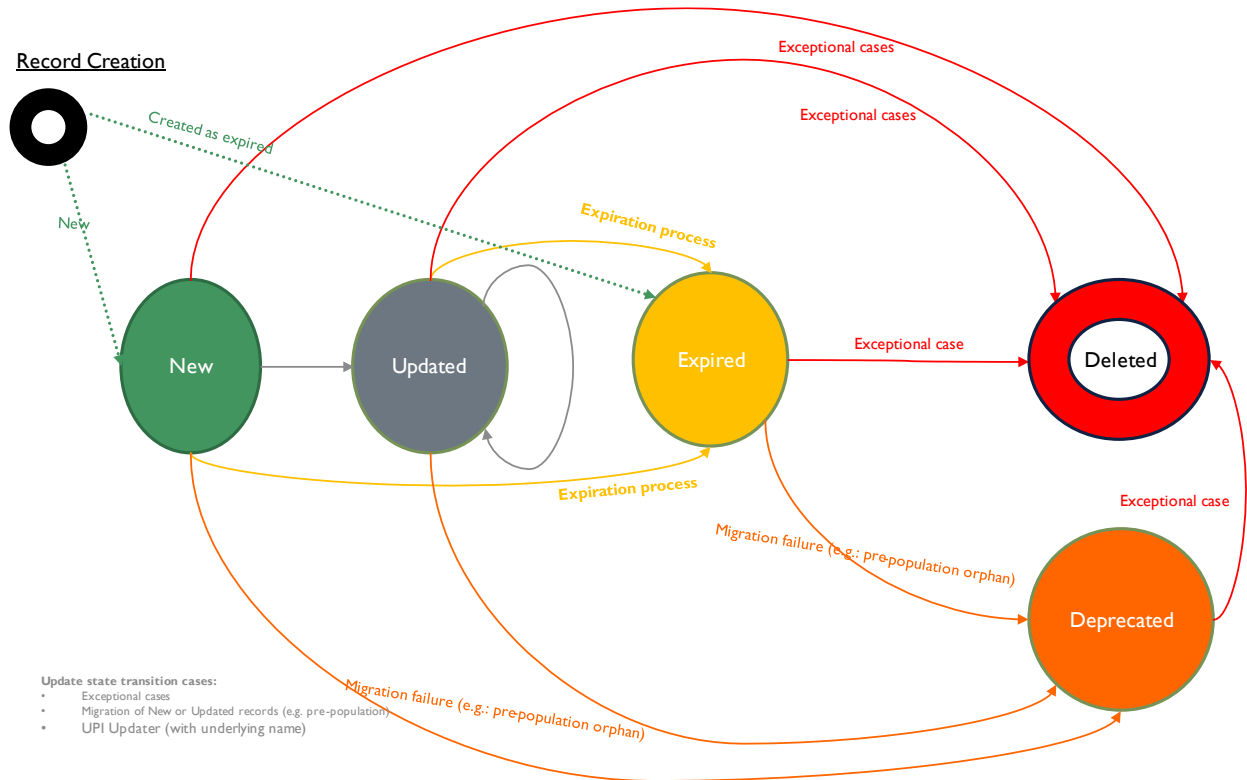 Exceptional cases
Record Creation
Created as expired
Exceptional cases
New
Expiration process
New
Updated
Expired
Exceptional case
Deleted
Expiration process
Exceptional case
Migration failure (e.g.: pre-population orphan)
Deprecated
Update state transition cases:
• Exceptional cases
• Migration of New or Updated records (e.g. pre-population)
• UPI Updater (with underlying name)
Migration failure (e.g.: pre-population orphan)